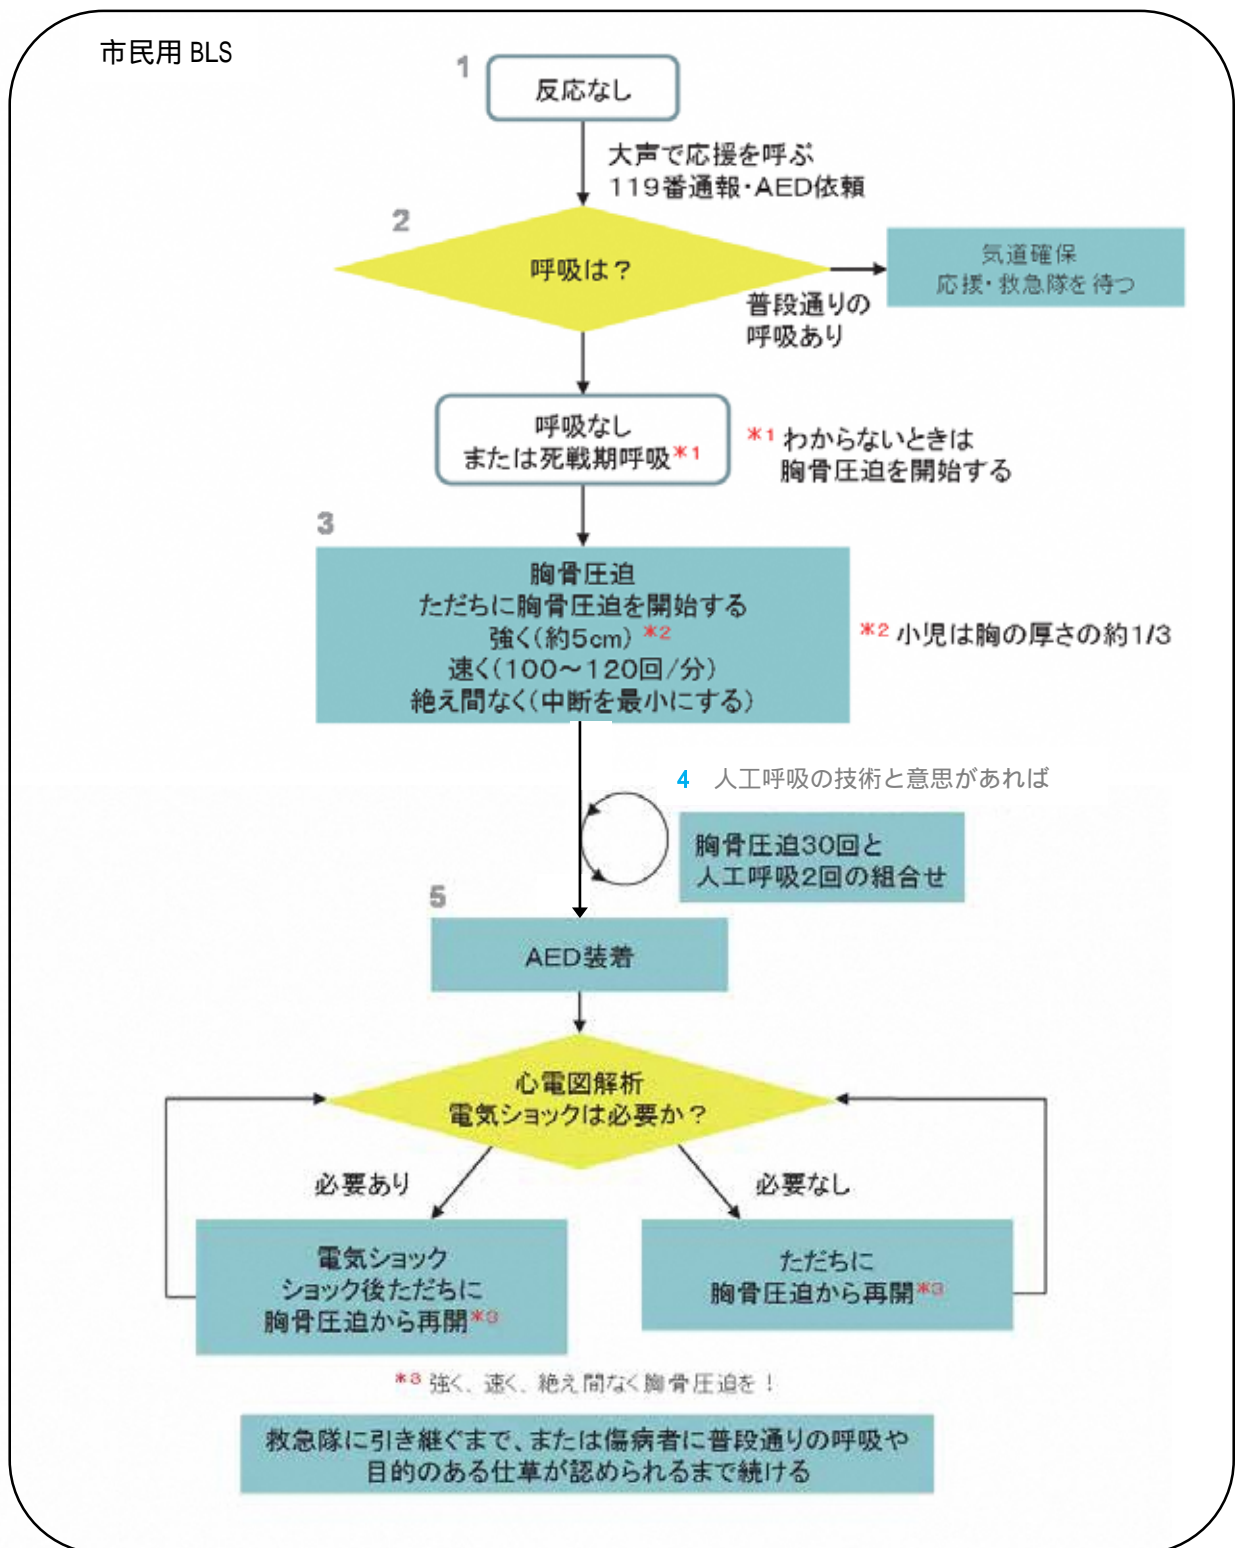 市民用 BLS
1
反応なし
大声で応援を呼ぶ
119番通報・AED依頼
2
呼吸は？
気道確保
応援・救急隊を待つ
普段通りの
呼吸あり
呼吸なし
または死戦期呼吸*1
*1 わからないときは
胸骨圧迫を開始する
3
胸骨圧迫
ただちに胸骨圧迫を開始する
強く(約5cm) *2
速く(100～120回/分)
絶え間なく(中断を最小にする)
*2 小児は胸の厚さの約1/3
4 人工呼吸の技術と意思があれば
胸骨圧迫30回と
人工呼吸2回の組合せ
5
AED装着
心電図解析
電気ショックは必要か？
必要あり
必要なし
電気ショック
ショック後ただちに
胸骨圧迫から再開*3
ただちに
胸骨圧迫から再開*3
*3 強く、速く、絶え間なく胸骨圧迫を！
救急隊に引き継ぐまで、または傷病者に普段通りの呼吸や
目的のある仕草が認められるまで続ける